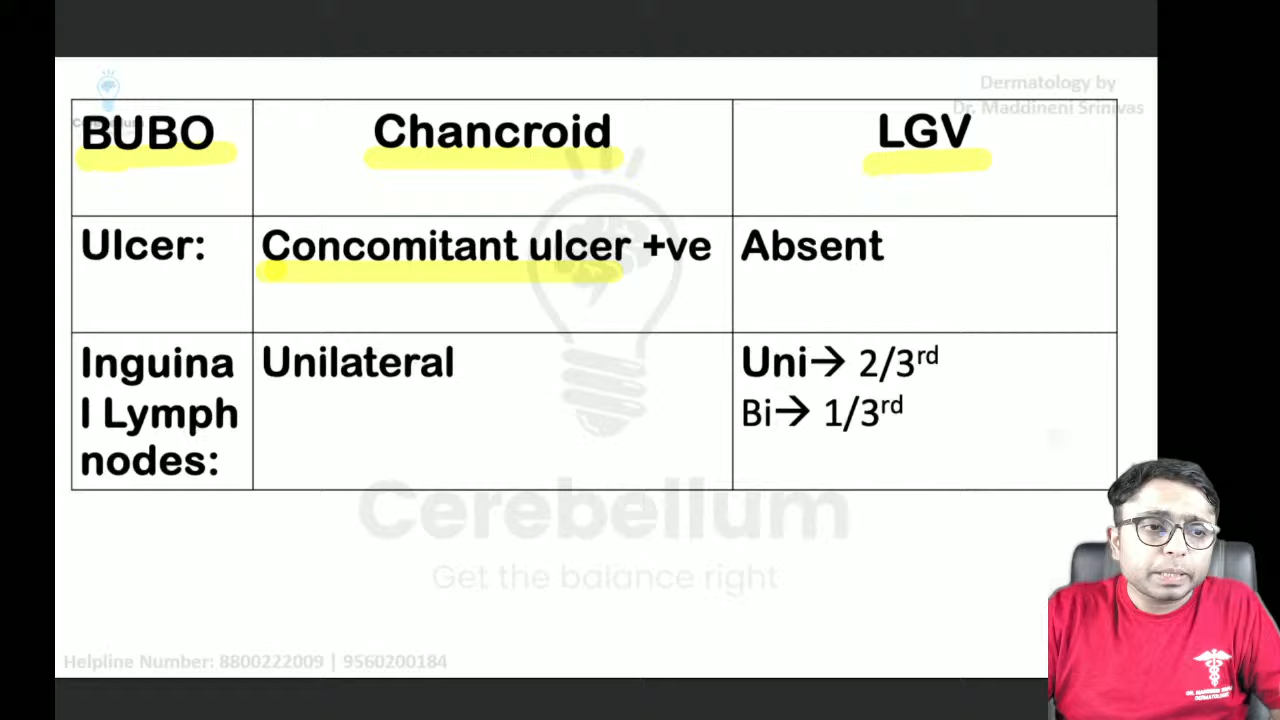 Dermatology by
Dr. Maddineni Srinivas
BUBO
Chancroid
LGV
Ulcer:
Concomitant ulcer +ve
Absent
Inguina
l Lymph
nodes:
Unilateral
Uni→ 2/3rd
Bi→ 1/3rd
Cerebellum
Get the balance right
Helpline Number: 8800222009 | 9560200184